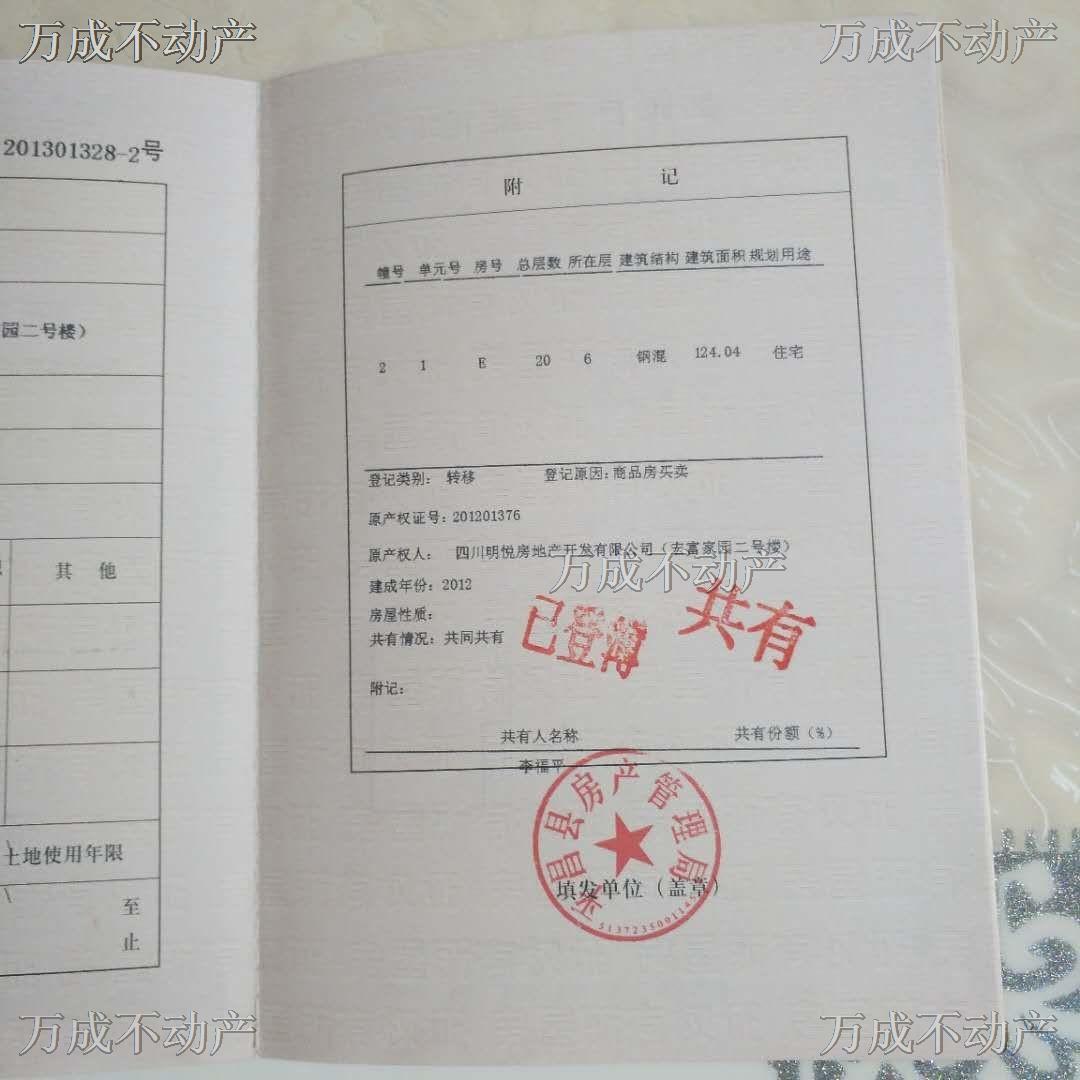 万成不动产 万成不动产
201301328-2号
园二号楼）
其 他
土地使用年限
至
止
附 记
幢号 单元号 房号 总层数 所在层 建筑结构 建筑面积 规划用途
2 1 E 20 6 钢混 124.04 住宅
登记类别： 转移 登记原因：商品房买卖
原产权证号：201201376
原产权人： 四川明悦房地产开发有限公司（宏富家园二号楼）
万成不动产
建成年份：2012
房屋性质：
共有情况：共同共有
已登簿
共有
附记：
共有人名称 共有份额（%）
李福平
昌县房产管理局
填发单位（盖章）
万成不动产 万成不动产